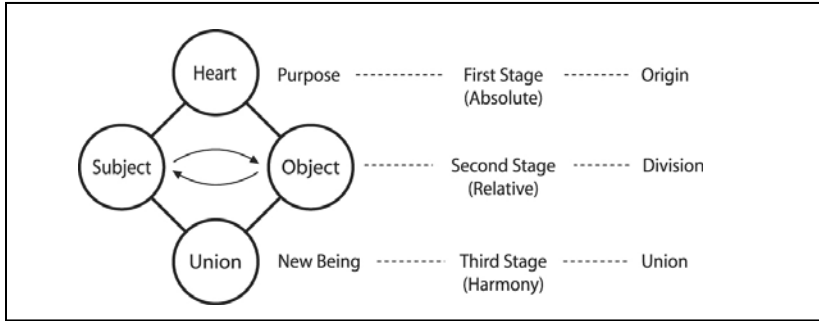 Heart Purpose First Stage Origin
(Absolute)
Subject Object Second Stage Division
(Relative)
Union New Being Third Stage Union
(Harmony)